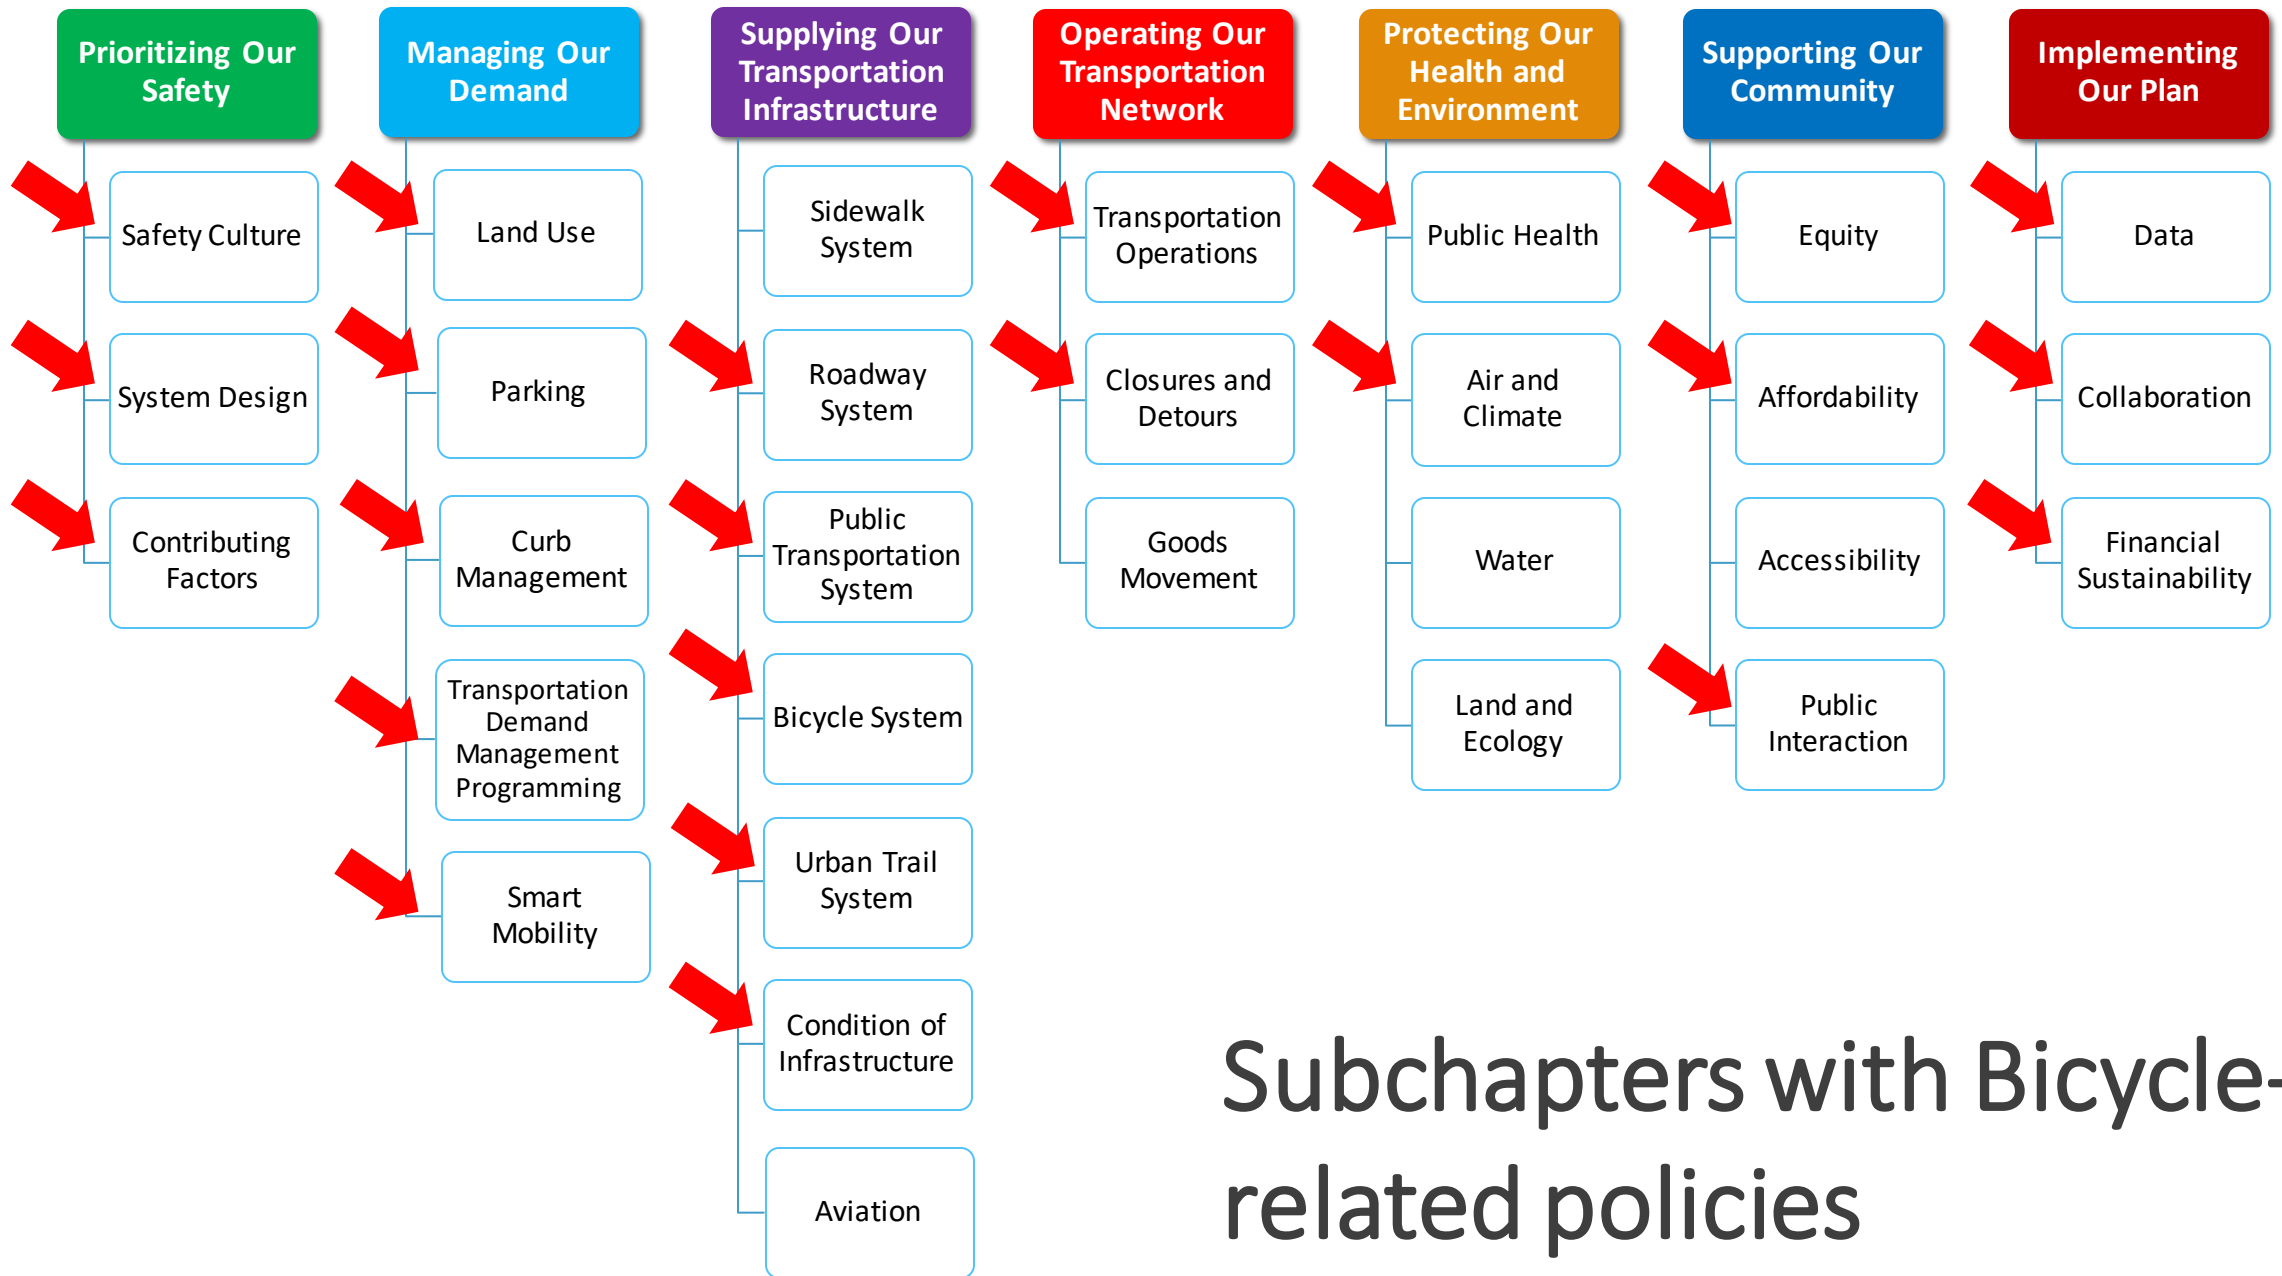 Prioritizing Our
Safety
Safety Culture
System Design
Contributing
Factors
Managing Our
Demand
Land Use
Parking
Curb
Management
Transportation
Demand
Management
Programming
Smart
Mobility
Supplying Our
Transportation
Infrastructure
Sidewalk
System
Roadway
System
Public
Transportation
System
Bicycle System
Urban Trail
System
Condition of
Infrastructure
Aviation
Operating Our
Transportation
Network
Transportation
Operations
Closures and
Detours
Goods
Movement
Protecting Our
Health and
Environment
Public Health
Air and
Climate
Water
Land and
Ecology
Supporting Our
Community
Equity
Affordability
Accessibility
Public
Interaction
Implementing
Our Plan
Data
Collaboration
Financial
Sustainability
Subchapters with Bicycle-
related policies